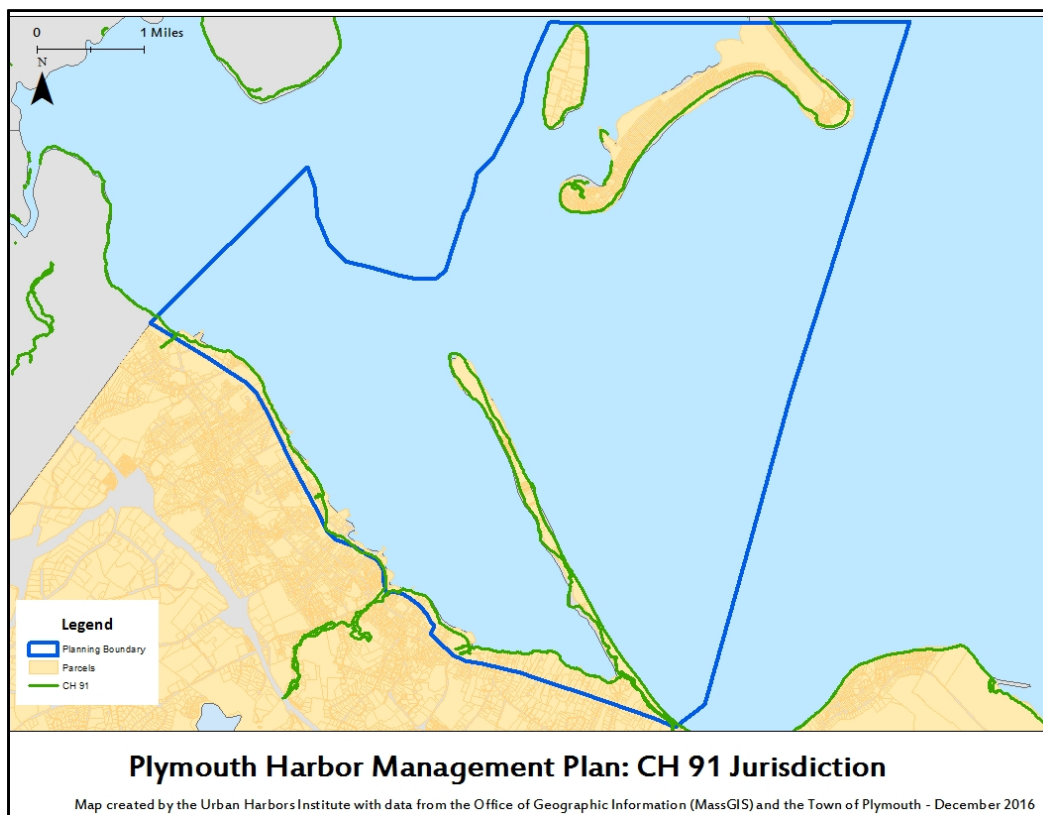 0 1 Miles
N
Legend
Planning Boundary
Parcels
CH 91
Plymouth Harbor Management Plan: CH 91 Jurisdiction
Map created by the Urban Harbors Institute with data from the Office of Geographic Information (MassGIS) and the Town of Plymouth - December 2016